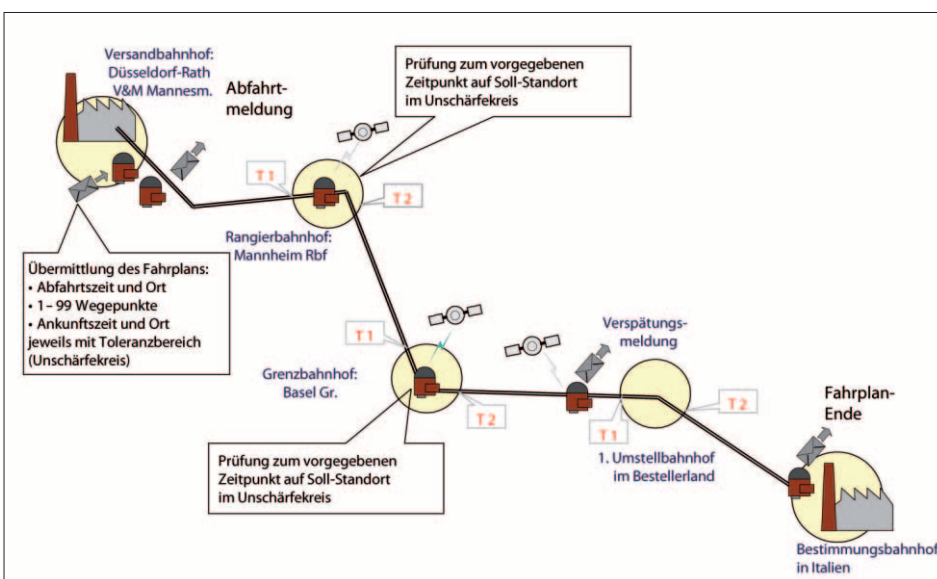 Versandbahnhof:
Düsseldorf-Rath
V&M Mannesm.
Abfahrt-
meldung
Prüfung zum vorgegebenen
Zeitpunkt auf Soll-Standort
im Unschärfekreis
T 1
T 2
Rangierbahnhof:
Mannheim Rbf
Übermittlung des Fahrplans:
• Abfahrtszeit und Ort
• 1– 99 Wegepunkte
• Ankunftszeit und Ort
jeweils mit Toleranzbereich
(Unschärfekreis)
T 1
Grenzbahnhof:
Basel Gr.
T 2
Verspätungs-
meldung
T 1
T 2
1. Umstellbahnhof
im Bestellerland
Fahrplan-
Ende
Prüfung zum vorgegebenen
Zeitpunkt auf Soll-Standort
im Unschärfekreis
Bestimmungsbahnhof
in Italien